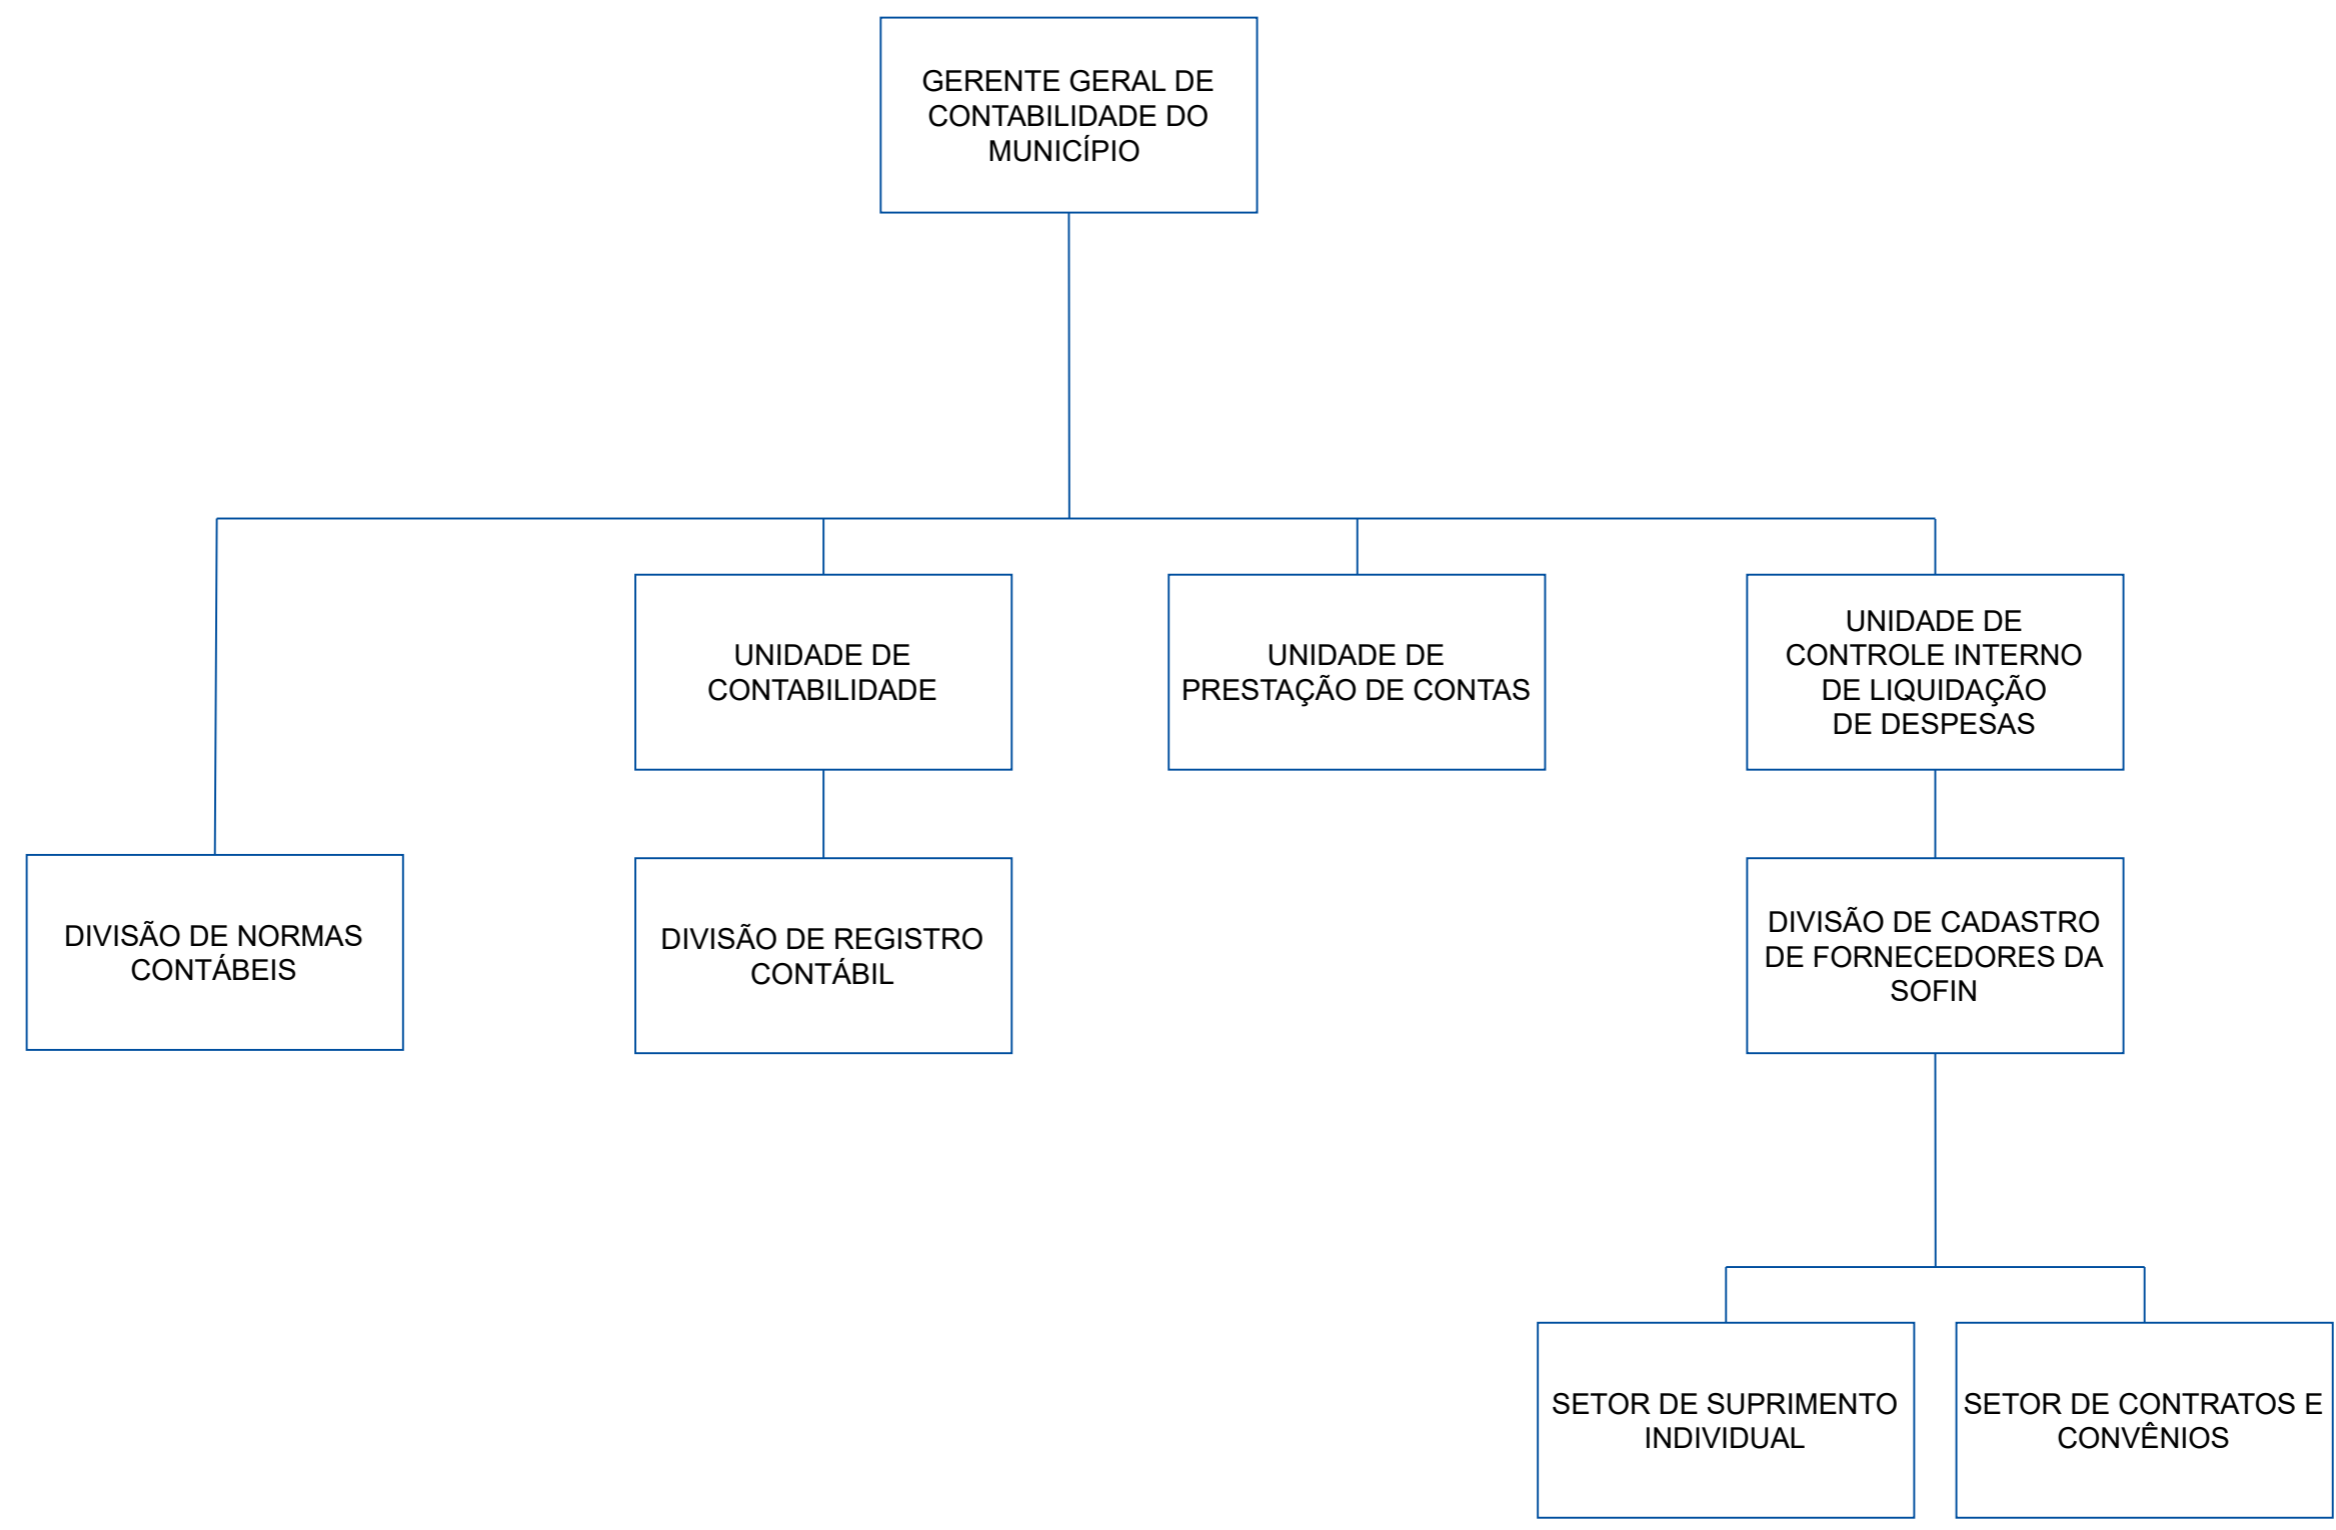 GERENTE GERAL DE
CONTABILIDADE DO
MUNICÍPIO
UNIDADE DE
CONTABILIDADE
UNIDADE DE
PRESTAÇÃO DE CONTAS
UNIDADE DE
CONTROLE INTERNO
DE LIQUIDAÇÃO
DE DESPESAS
DIVISÃO DE NORMAS
CONTÁBEIS
DIVISÃO DE REGISTRO
CONTÁBIL
DIVISÃO DE CADASTRO
DE FORNECEDORES DA
SOFIN
SETOR DE SUPRIMENTO
INDIVIDUAL
SETOR DE CONTRATOS E
CONVÊNIOS